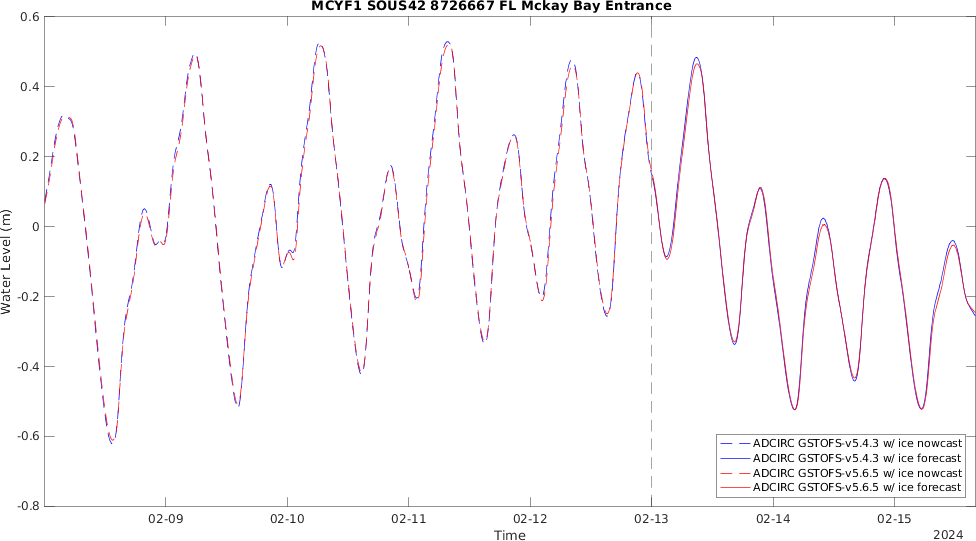 MCYF1 SOUS42 8726667 FL Mckay Bay Entrance
0.6
0.4
0.2
0
-0.2
-0.4
-0.6
-0.8
Water Level (m)
ADCIRC GSTOFS-v5.4.3 w/ ice nowcast
ADCIRC GSTOFS-v5.4.3 w/ ice forecast
ADCIRC GSTOFS-v5.6.5 w/ ice nowcast
ADCIRC GSTOFS-v5.6.5 w/ ice forecast
02-09 02-10 02-11 02-12 02-13 02-14 02-15
Time
2024